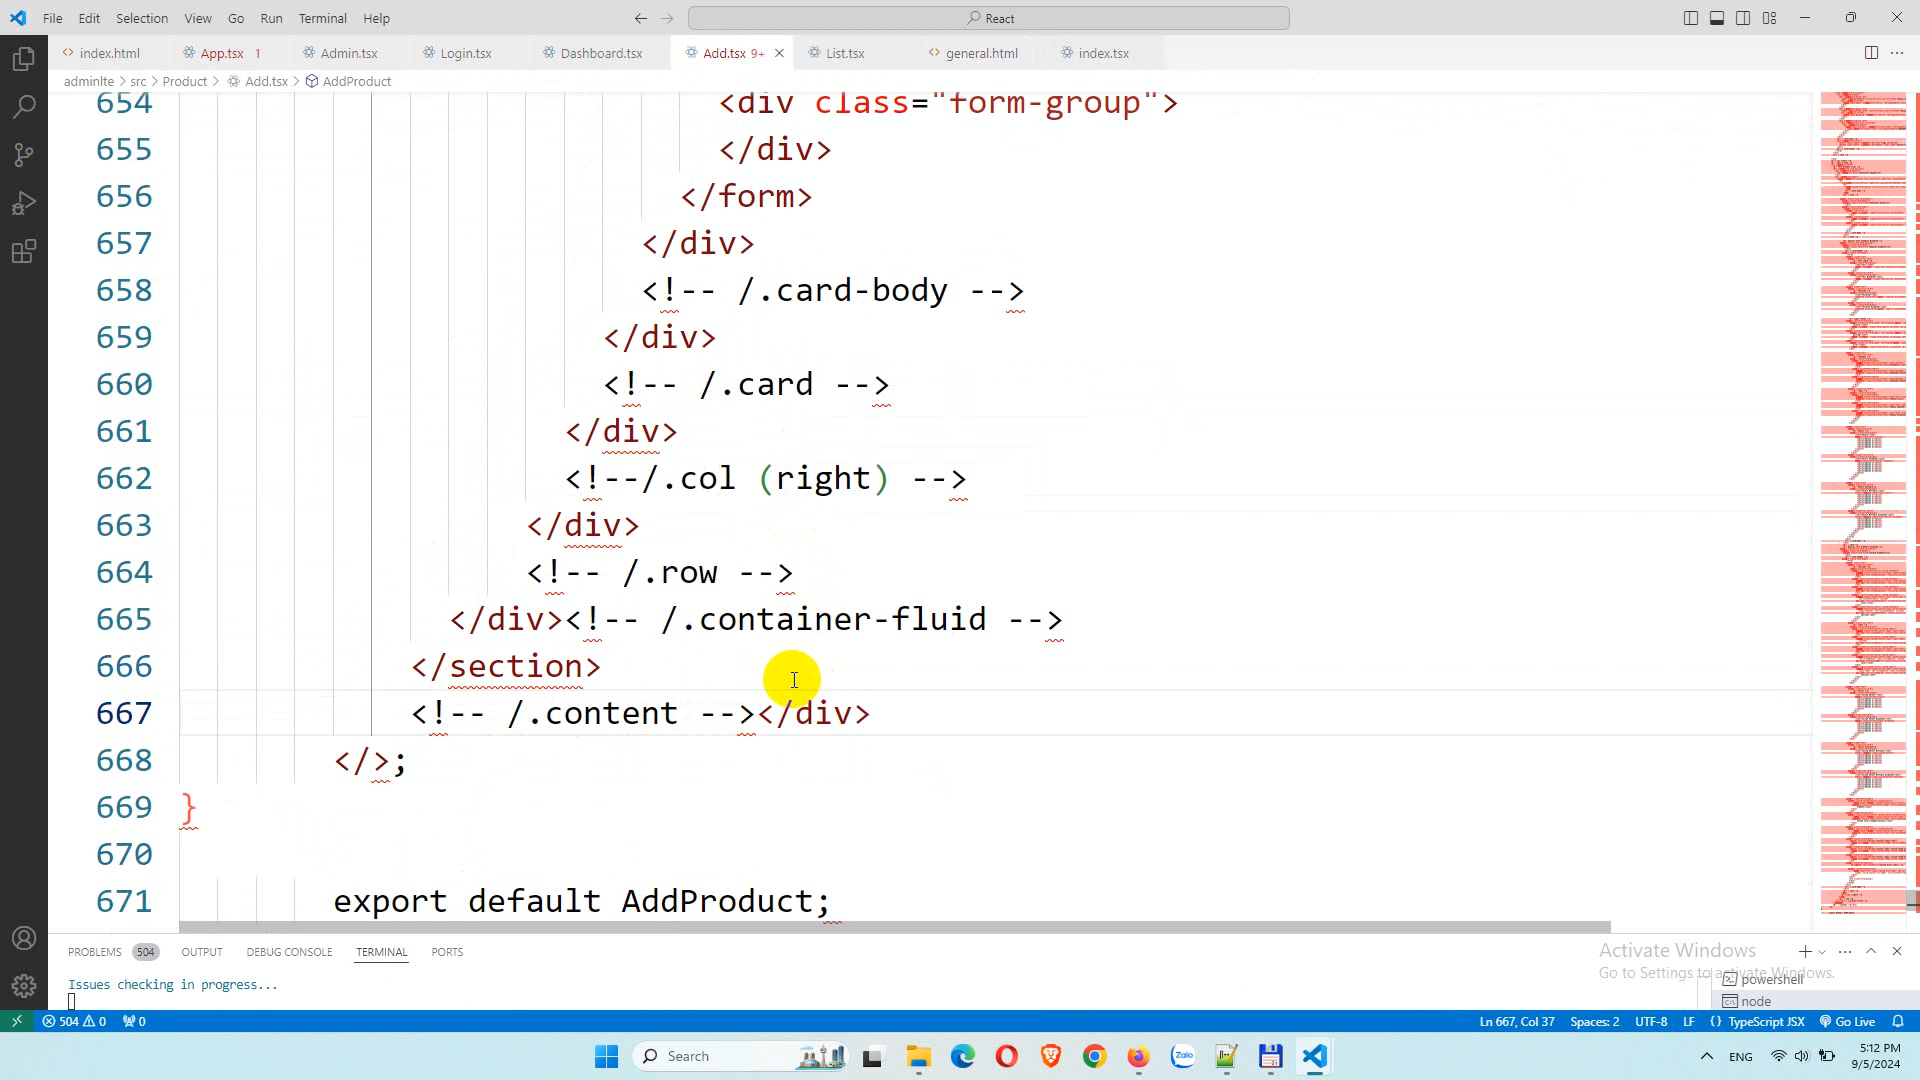 File Edit Selection View Go Run Terminal Help
React
index.html App.tsx 1 Admin.tsx Login.tsx Dashboard.tsx Add.tsx 9+ List.tsx general.html index.tsx
adminlte > src > Product > Add.tsx > AddProduct
654 <div class="form-group">
655 </div>
656 </form>
657 </div>
658 <!-- /.card-body -->
659 </div>
660 <!-- /.card -->
661 </div>
662 <!--/.col (right) -->
663 </div>
664 <!-- /.row -->
665 </div><!-- /.container-fluid -->
666 </section>
667 <!-- /.content --></div>
668 </>;
669 }
670
671 export default AddProduct;
PROBLEMS 504 OUTPUT DEBUG CONSOLE TERMINAL PORTS
Issues checking in progress...
Activate Windows
Go to Settings to activate Windows.
powershell
node
504 0 0 Ln 667, Col 37 Spaces: 2 UTF-8 LF {} TypeScript JSX Go Live
Search Zalo ENG 5:12 PM
9/5/2024